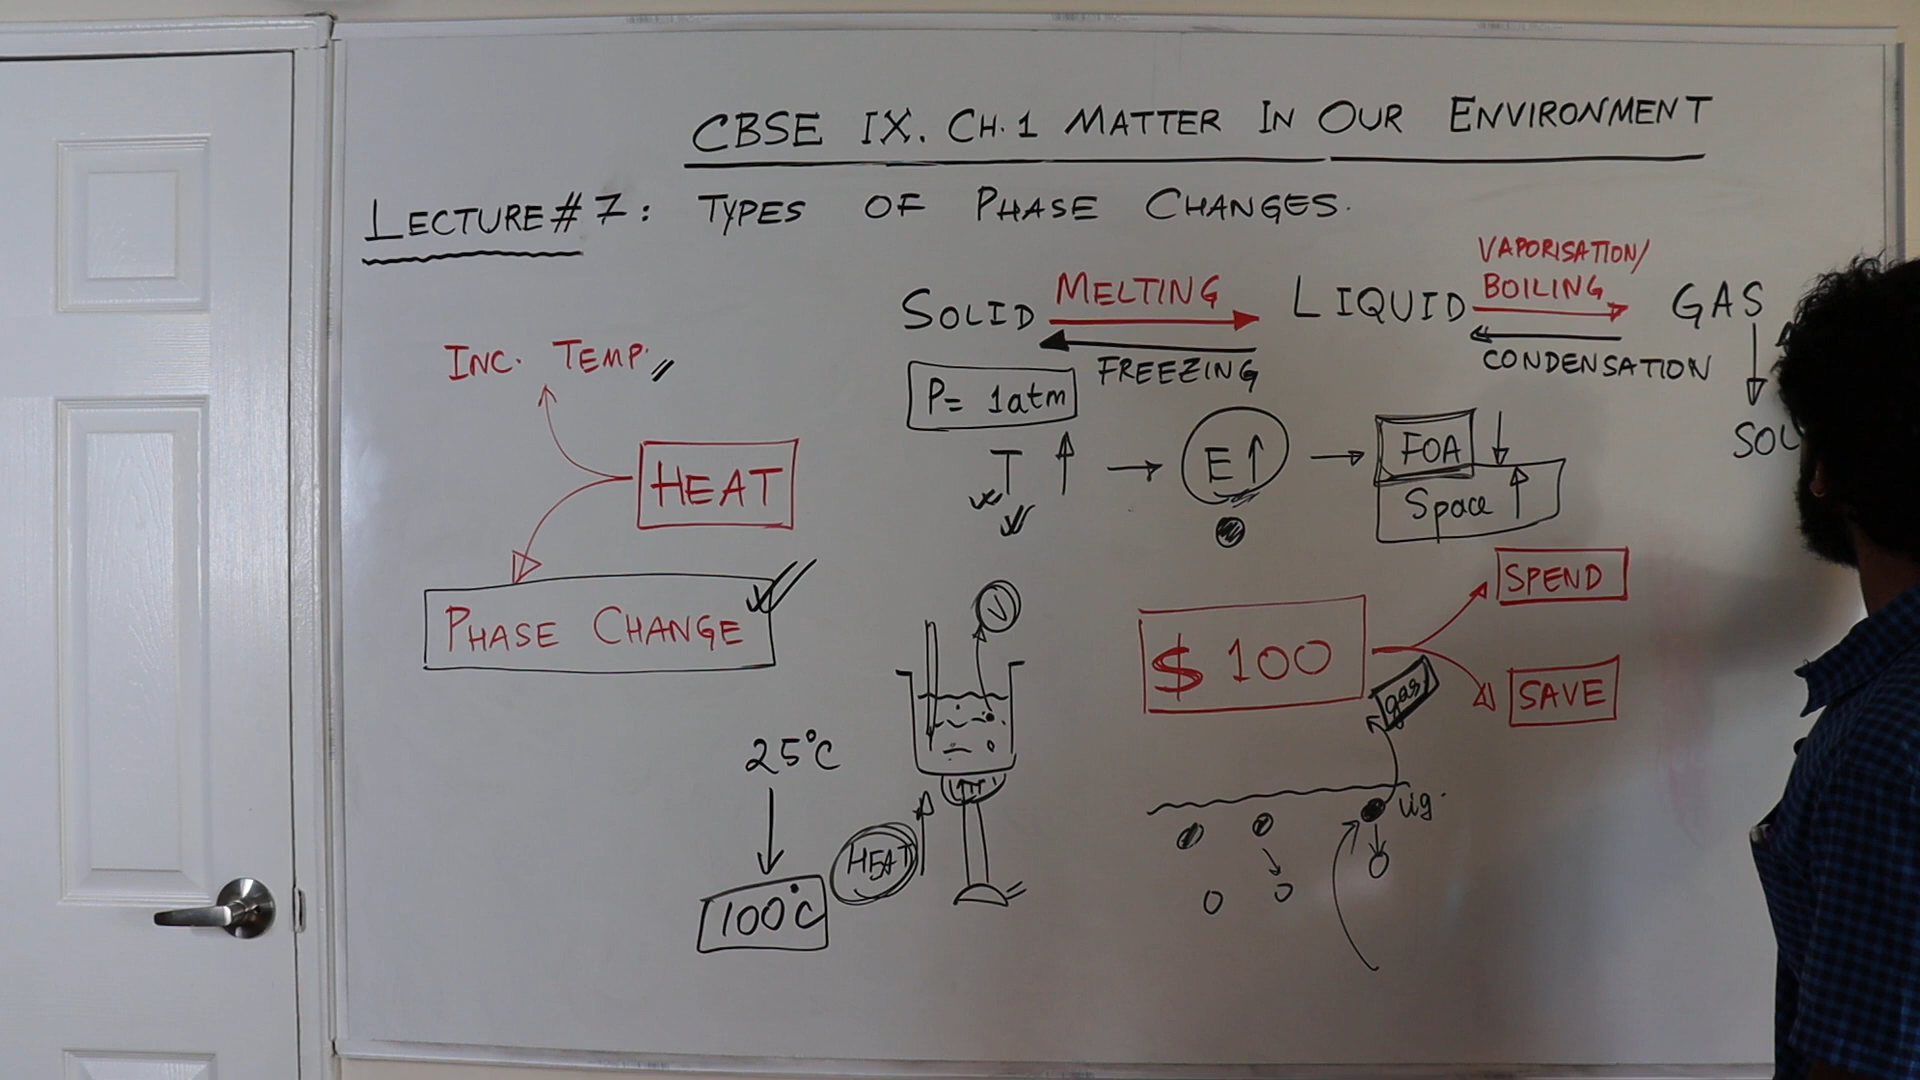 CBSE IX. CH.1 MATTER IN OUR ENVIRONMENT
LECTURE # 7: TYPES OF PHASE CHANGES.
SOLID MELTING LIQUID VAPORISATION/
BOILING GAS
FREEZING CONDENSATION
P= 1atm
T → E↑ → FOA ↓
Space ↑
INC. TEMP.
HEAT
PHASE CHANGE
$ 100
SPEND
SAVE
25°C
100°C
HEAT
V
gas